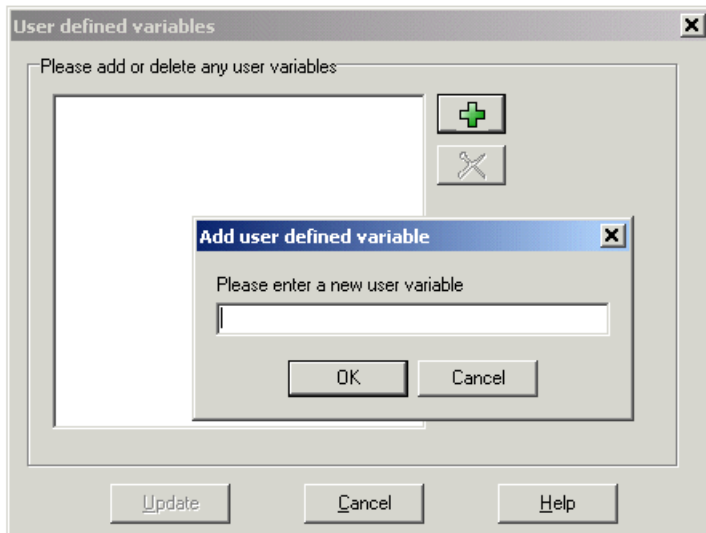 User defined variables
Please add or delete any user variables
Add user defined variable
Please enter a new user variable
OK Cancel
Update Cancel Help